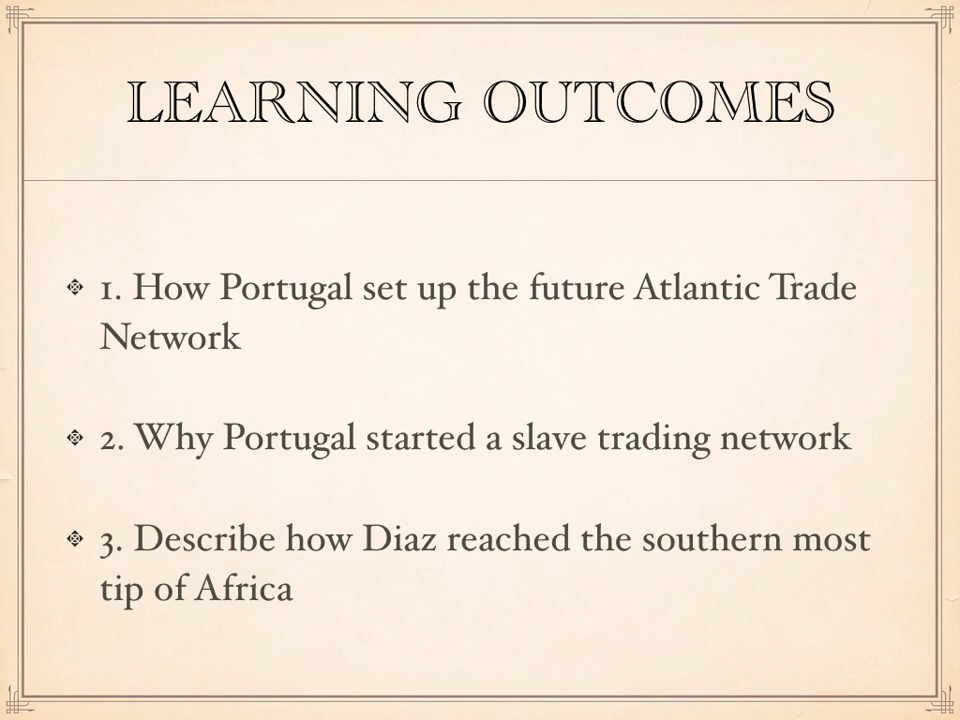 LEARNING OUTCOMES
1. How Portugal set up the future Atlantic Trade
Network
2. Why Portugal started a slave trading network
3. Describe how Diaz reached the southern most
tip of Africa